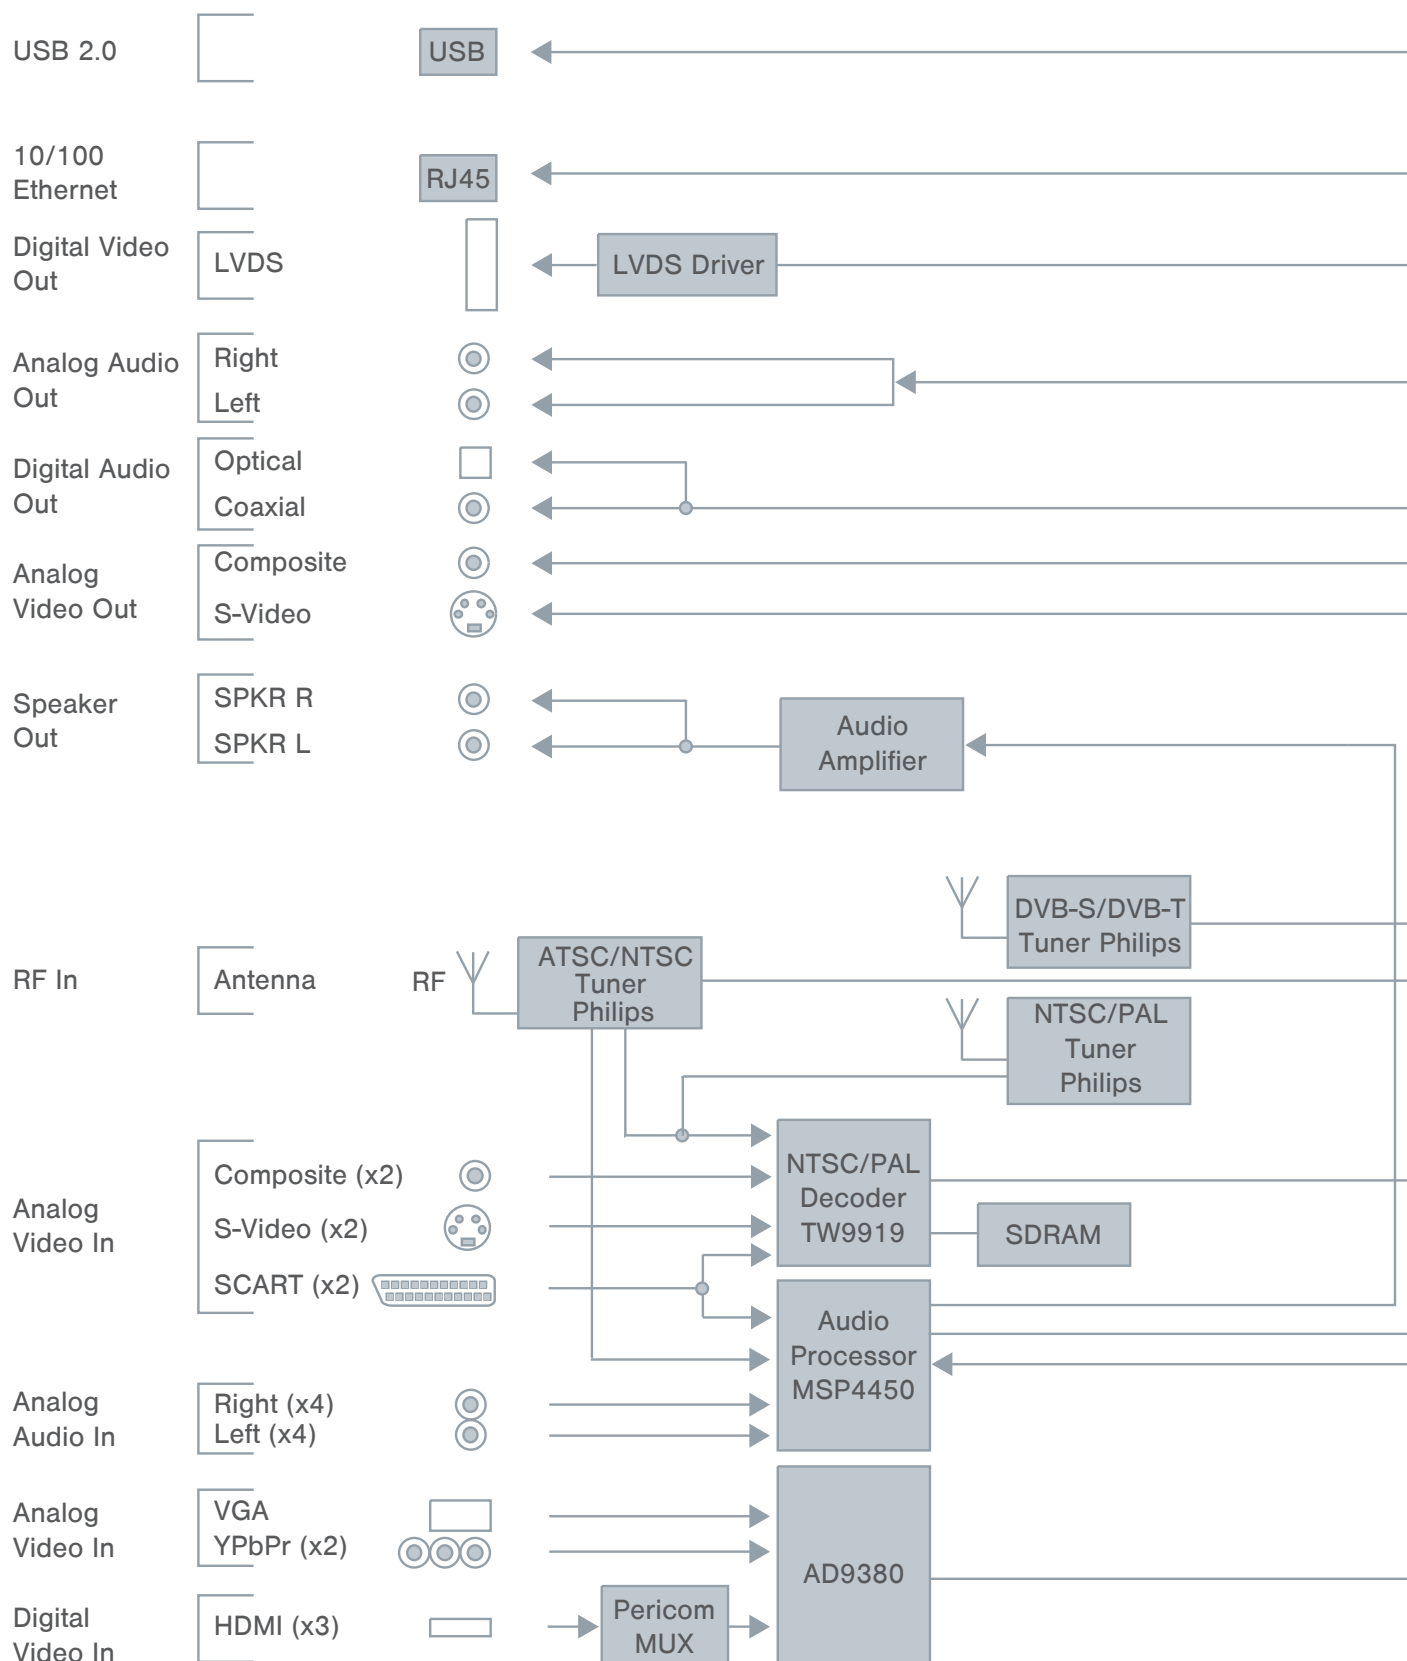 USB 2.0
USB
10/100
Ethernet
RJ45
Digital Video
Out
LVDS
LVDS Driver
Analog Audio
Out
Right
Left
Digital Audio
Out
Optical
Coaxial
Analog
Video Out
Composite
S-Video
Speaker
Out
SPKR R
SPKR L
Audio
Amplifier
DVB-S/DVB-T
Tuner Philips
RF In
Antenna
RF
ATSC/NTSC
Tuner
Philips
NTSC/PAL
Tuner
Philips
Analog
Video In
Composite (x2)
S-Video (x2)
SCART (x2)
NTSC/PAL
Decoder
TW9919
SDRAM
Audio
Processor
MSP4450
Analog
Audio In
Right (x4)
Left (x4)
Analog
Video In
VGA
YPbPr (x2)
AD9380
Digital
Video In
HDMI (x3)
Pericom
MUX